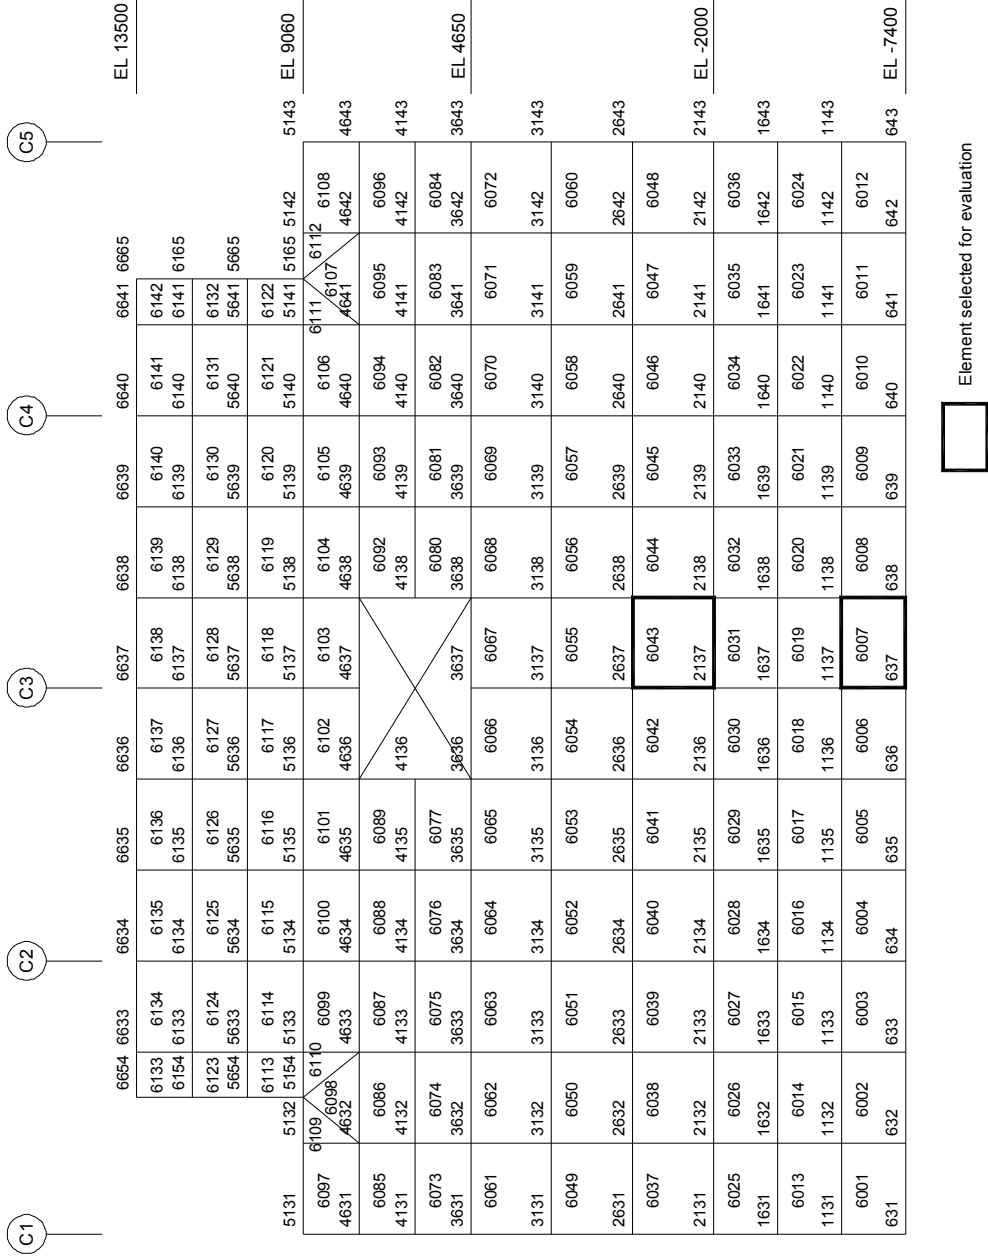 C1 C2 C3 C4 C5
6654 6633 6634 6635 6636 6637 6638 6639 6640 6641 6665 EL 13500
6133 6134 6135 6136 6137 6138 6139 6140 6141 6142
6154 6133 6134 6135 6136 6137 6138 6139 6140 6141 6165
6123 6124 6125 6126 6127 6128 6129 6130 6131 6132
5654 5633 5634 5635 5636 5637 5638 5639 5640 5641 5665
6113 6114 6115 6116 6117 6118 6119 6120 6121 6122
5131 5132 5154 5133 5134 5135 5136 5137 5138 5139 5140 5141 5165 5142 5143 EL 9060
6109 6110 6111 6112
6097 6098 6099 6100 6101 6102 6103 6104 6105 6106 6107 6108
4631 4632 4633 4634 4635 4636 4637 4638 4639 4640 4641 4642 4643
6085 6086 6087 6088 6089 6092 6093 6094 6095 6096
4131 4132 4133 4134 4135 4136 4138 4139 4140 4141 4142 4143
6073 6074 6075 6076 6077 6080 6081 6082 6083 6084
3631 3632 3633 3634 3635 3636 3637 3638 3639 3640 3641 3642 3643 EL 4650
6061 6062 6063 6064 6065 6066 6067 6068 6069 6070 6071 6072
3131 3132 3133 3134 3135 3136 3137 3138 3139 3140 3141 3142 3143
6049 6050 6051 6052 6053 6054 6055 6056 6057 6058 6059 6060
2631 2632 2633 2634 2635 2636 2637 2638 2639 2640 2641 2642 2643
6037 6038 6039 6040 6041 6042 6043 6044 6045 6046 6047 6048
2131 2132 2133 2134 2135 2136 2137 2138 2139 2140 2141 2142 2143 EL -2000
6025 6026 6027 6028 6029 6030 6031 6032 6033 6034 6035 6036
1631 1632 1633 1634 1635 1636 1637 1638 1639 1640 1641 1642 1643
6013 6014 6015 6016 6017 6018 6019 6020 6021 6022 6023 6024
1131 1132 1133 1134 1135 1136 1137 1138 1139 1140 1141 1142 1143
6001 6002 6003 6004 6005 6006 6007 6008 6009 6010 6011 6012
631 632 633 634 635 636 637 638 639 640 641 642 643 EL -7400
Element selected for evaluation